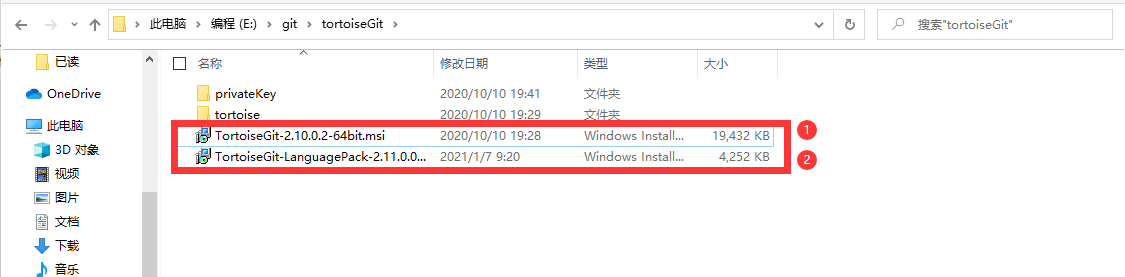 此电脑 > 编程 (E:) > git > tortoiseGit >
搜索"tortoiseGit"
已读
OneDrive
此电脑
3D 对象
视频
图片
文档
下载
音乐
名称 修改日期 类型 大小
privateKey 2020/10/10 19:41 文件夹
tortoise 2020/10/10 19:29 文件夹
TortoiseGit-2.10.0.2-64bit.msi 2020/10/10 19:28 Windows Install... 19,432 KB 1
TortoiseGit-LanguagePack-2.11.0.0... 2021/1/7 9:20 Windows Install... 4,252 KB 2